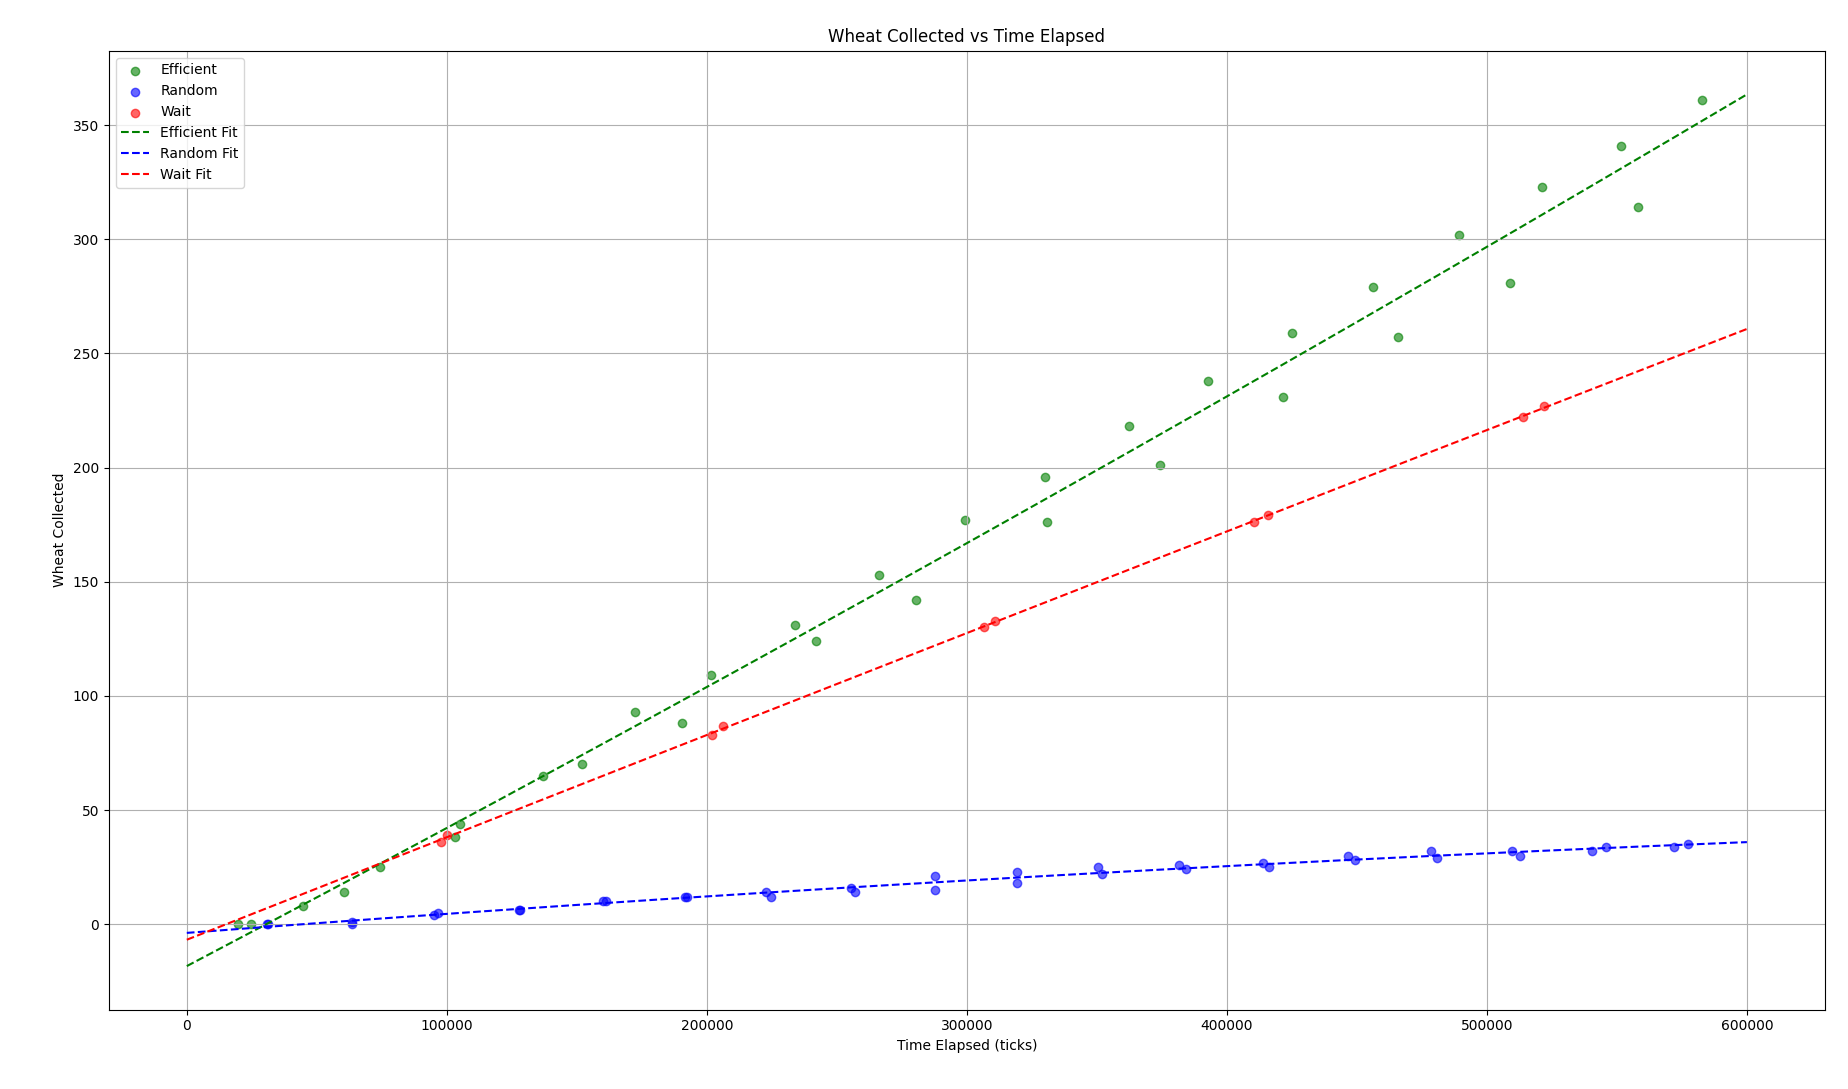 Wheat Collected vs Time Elapsed
Efficient
Random
Wait
Efficient Fit
Random Fit
Wait Fit
350
300
250
200
150
100
50
0
Wheat Collected
0 100000 200000 300000 400000 500000 600000
Time Elapsed (ticks)